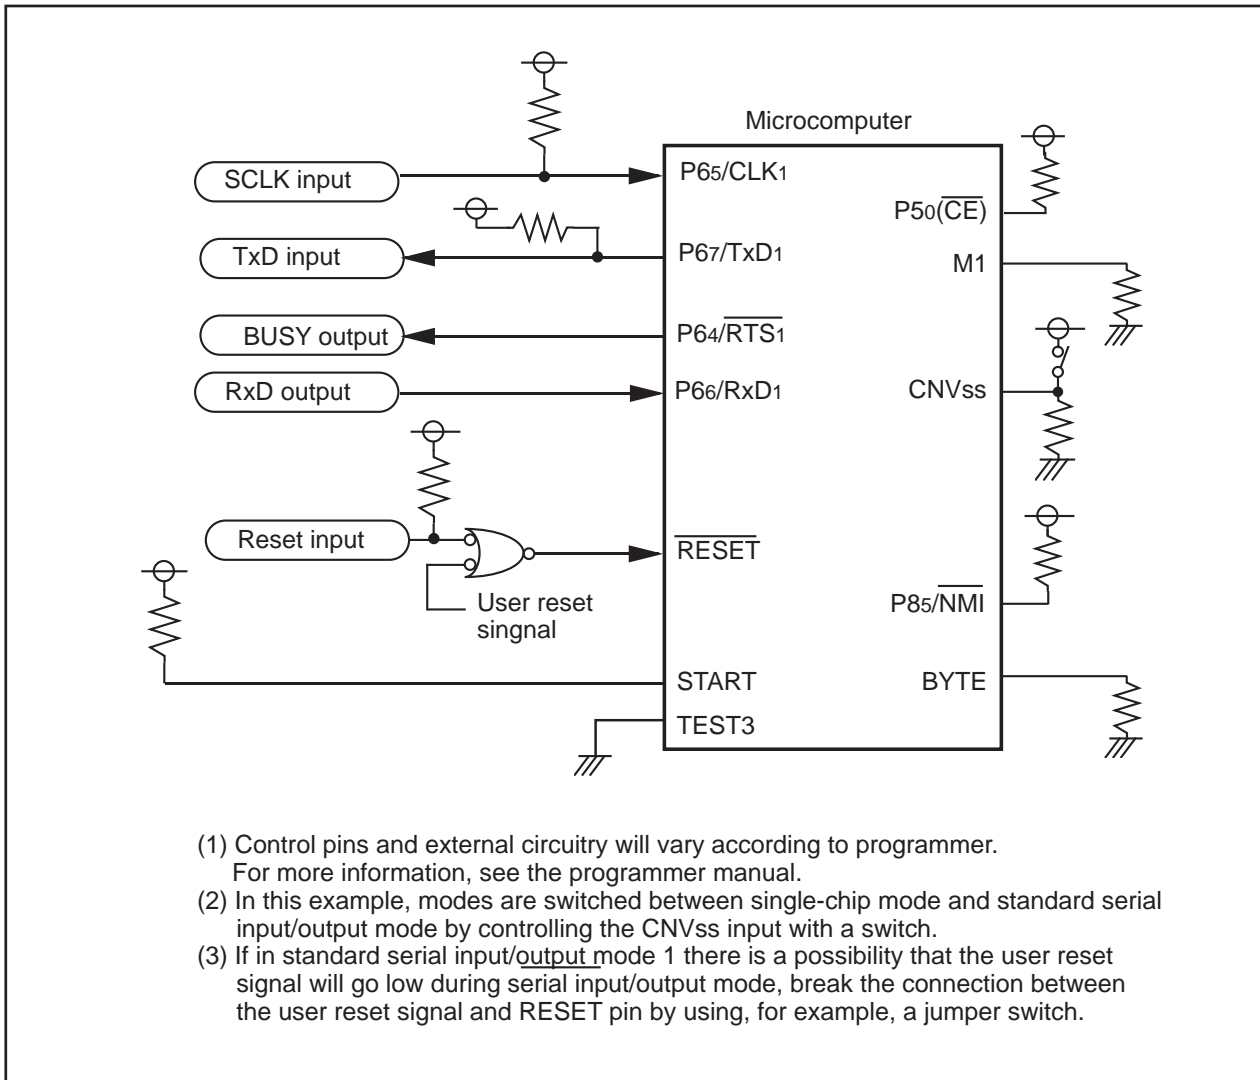 Microcomputer
SCLK input
P65/CLK1
P50(CE)
TxD input
P67/TxD1
M1
BUSY output
P64/RTS1
RxD output
P66/RxD1
CNVss
Reset input
RESET
User reset
singnal
P85/NMI
START
BYTE
TEST3
(1) Control pins and external circuitry will vary according to programmer.
For more information, see the programmer manual.
(2) In this example, modes are switched between single-chip mode and standard serial
input/output mode by controlling the CNVss input with a switch.
(3) If in standard serial input/output mode 1 there is a possibility that the user reset
signal will go low during serial input/output mode, break the connection between
the user reset signal and RESET pin by using, for example, a jumper switch.